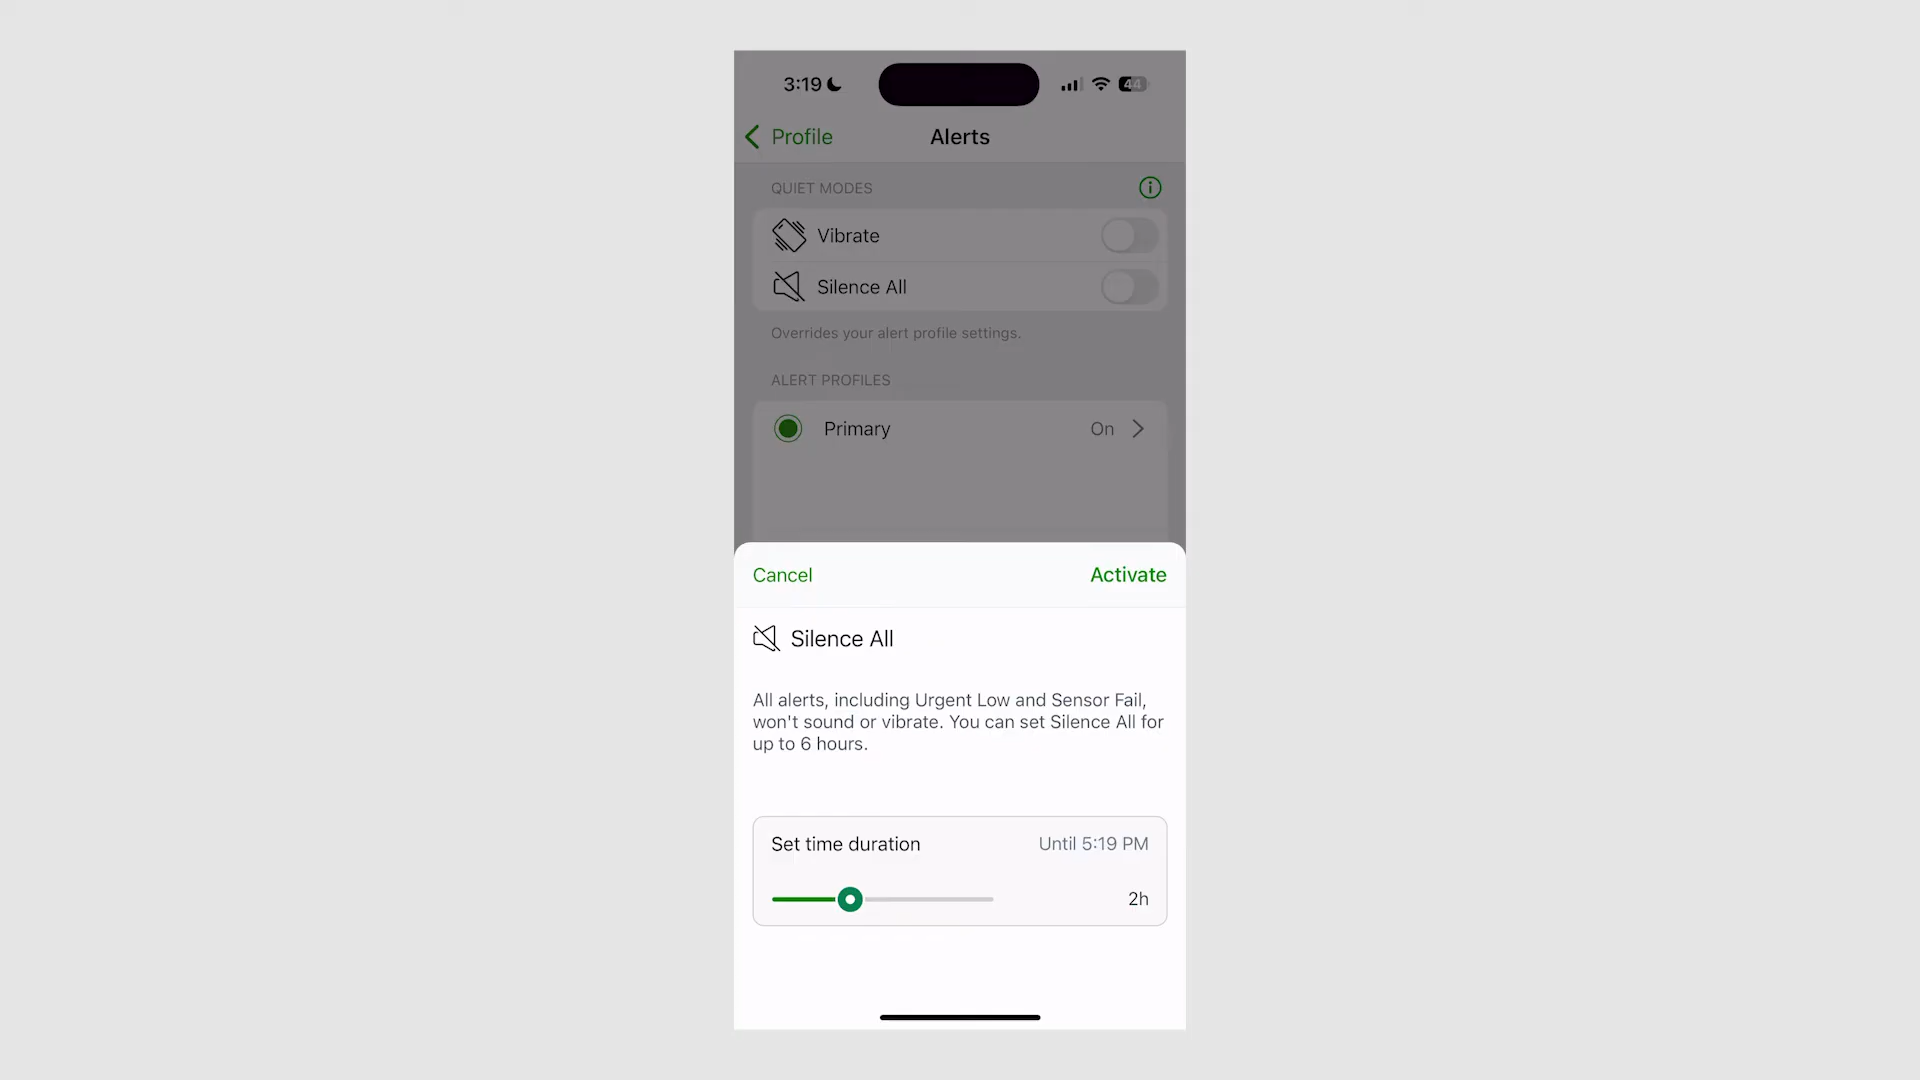 3:19
44
Profile
Alerts
QUIET MODES
Vibrate
Silence All
Overrides your alert profile settings.
ALERT PROFILES
Primary
On
Cancel
Activate
Silence All
All alerts, including Urgent Low and Sensor Fail,
won't sound or vibrate. You can set Silence All for
up to 6 hours.
Set time duration
Until 5:19 PM
2h